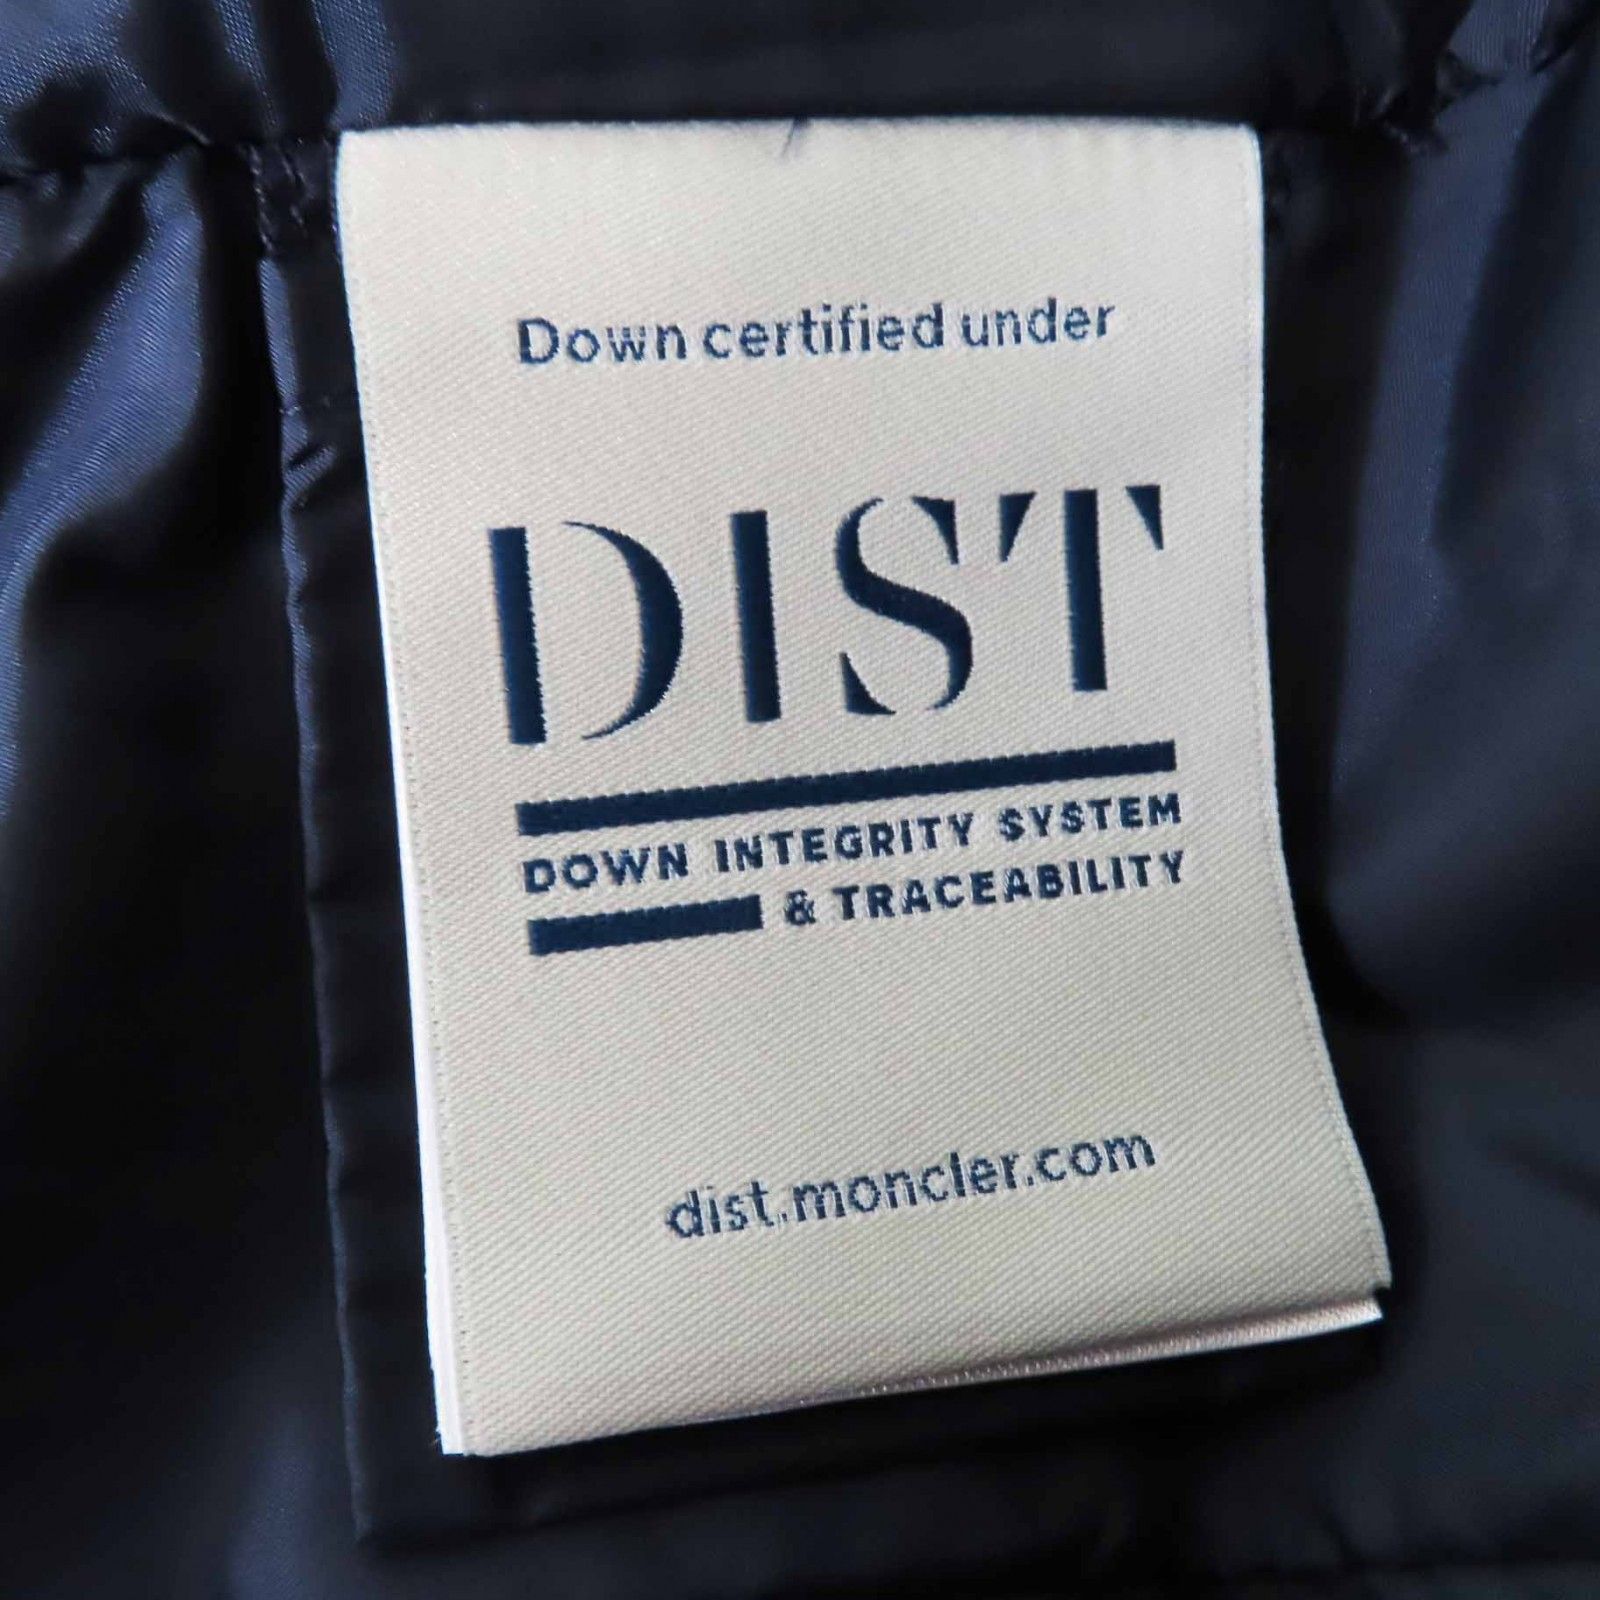 Down certified under
DIST
DOWN INTEGRITY SYSTEM
& TRACEABILITY
dist.moncler.com